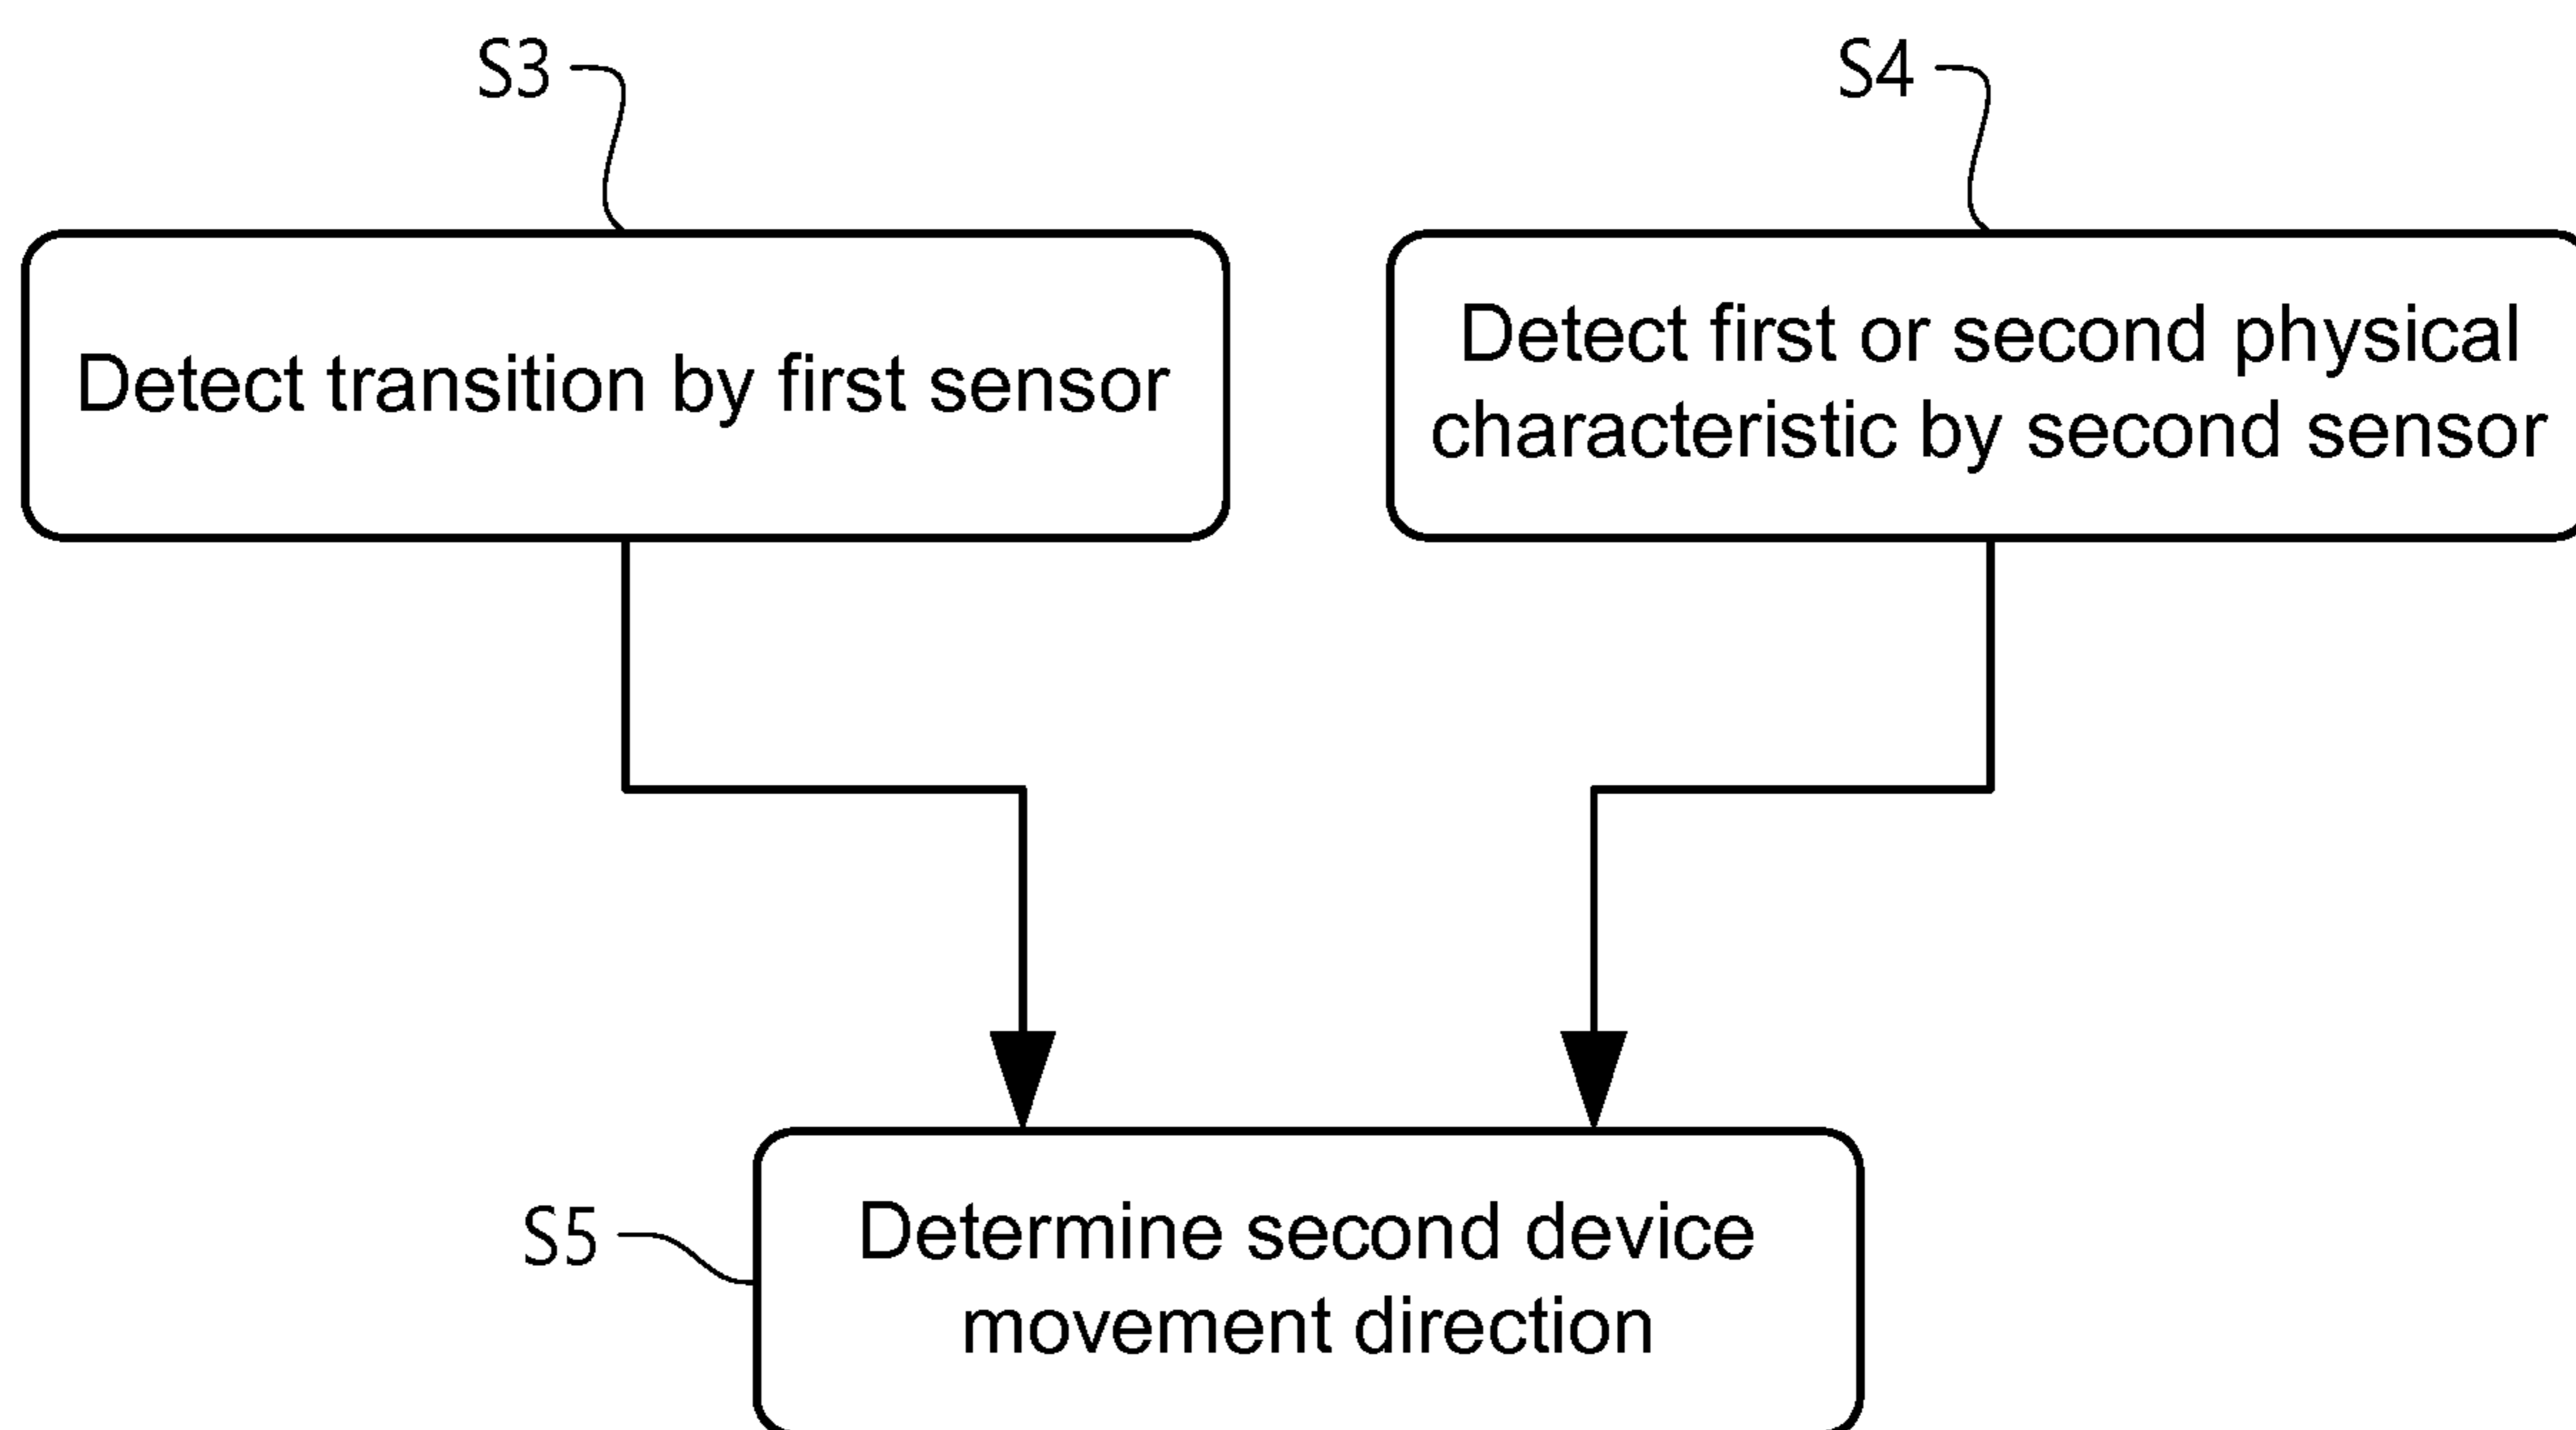 S3
S4
Detect transition by first sensor
Detect first or second physical
characteristic by second sensor
S5
Determine second device
movement direction